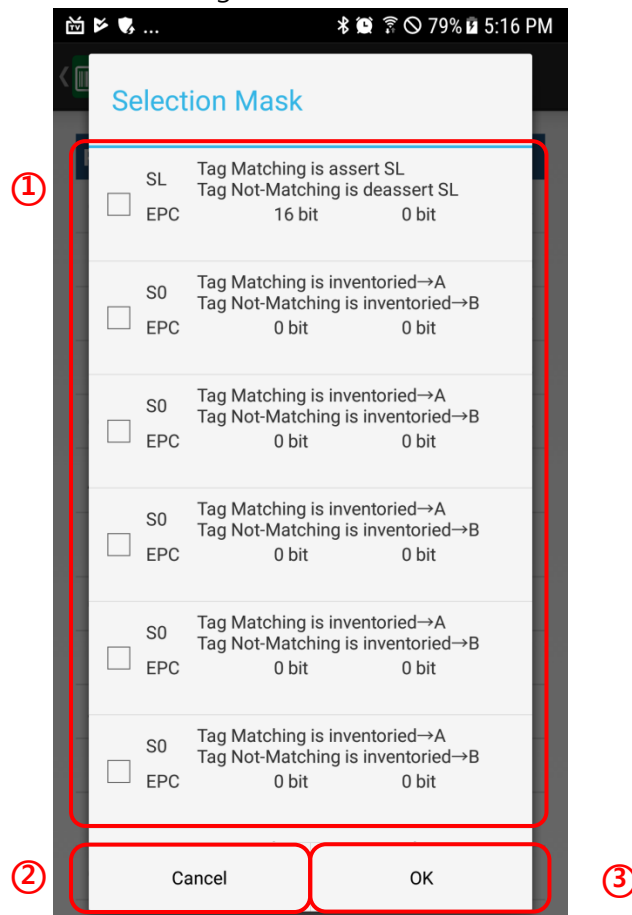 ... 79% 5:16 PM
Selection Mask
①
SL Tag Matching is assert SL
Tag Not-Matching is deassert SL
EPC 16 bit 0 bit
S0 Tag Matching is inventoried→A
Tag Not-Matching is inventoried→B
EPC 0 bit 0 bit
S0 Tag Matching is inventoried→A
Tag Not-Matching is inventoried→B
EPC 0 bit 0 bit
S0 Tag Matching is inventoried→A
Tag Not-Matching is inventoried→B
EPC 0 bit 0 bit
S0 Tag Matching is inventoried→A
Tag Not-Matching is inventoried→B
EPC 0 bit 0 bit
S0 Tag Matching is inventoried→A
Tag Not-Matching is inventoried→B
EPC 0 bit 0 bit
② Cancel OK ③